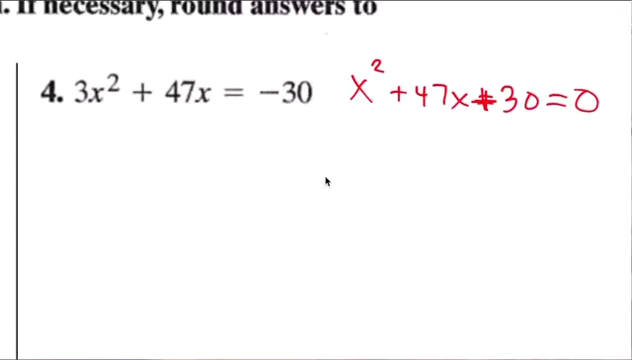 . If necessary, round answers to
4. 3x² + 47x = −30
x² + 47x + 30 = 0